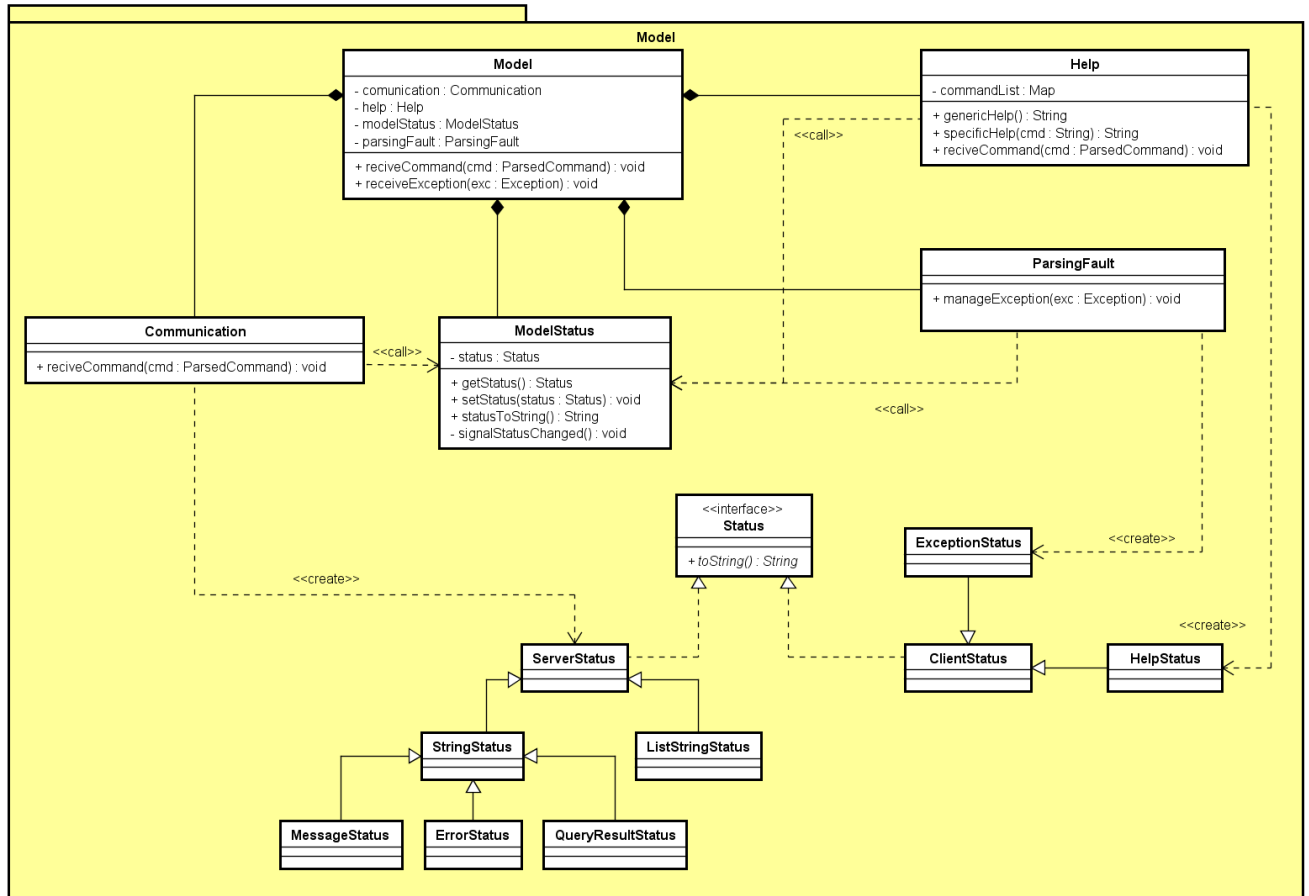 Model
Model
- comunication : Communication
- help : Help
- modelStatus : ModelStatus
- parsingFault : ParsingFault
+ reciveCommand(cmd : ParsedCommand) : void
+ receiveException(exc : Exception) : void
Help
- commandList : Map
+ genericHelp() : String
+ specificHelp(cmd : String) : String
+ reciveCommand(cmd : ParsedCommand) : void
<<call>>
ParsingFault
+ manageException(exc : Exception) : void
Communication
+ reciveCommand(cmd : ParsedCommand) : void
<<call>>
ModelStatus
- status : Status
+ getStatus() : Status
+ setStatus(status : Status) : void
+ statusToString() : String
- signalStatusChanged() : void
<<call>>
<<interface>>
Status
+ toString() : String
ExceptionStatus
<<create>>
<<create>>
<<create>>
ServerStatus
ClientStatus
HelpStatus
StringStatus
ListStringStatus
MessageStatus
ErrorStatus
QueryResultStatus